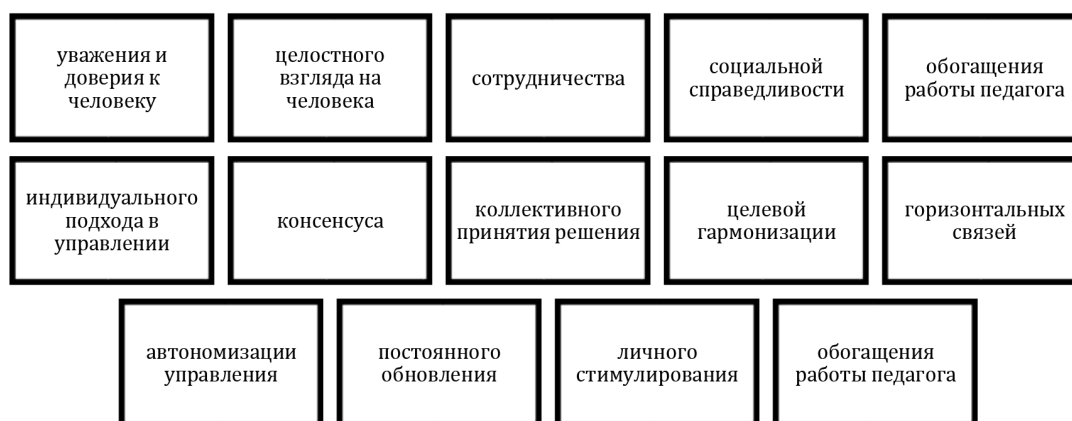 уважения и
доверия к
человеку
целостного
взгляда на
человека
сотрудничества
социальной
справедливости
обогащения
работы педагога
индивидуального
подхода в
управлении
консенсуса
коллективного
принятия решения
целевой
гармонизации
горизонтальных
связей
автономизации
управления
постоянного
обновления
личного
стимулирования
обогащения
работы педагога